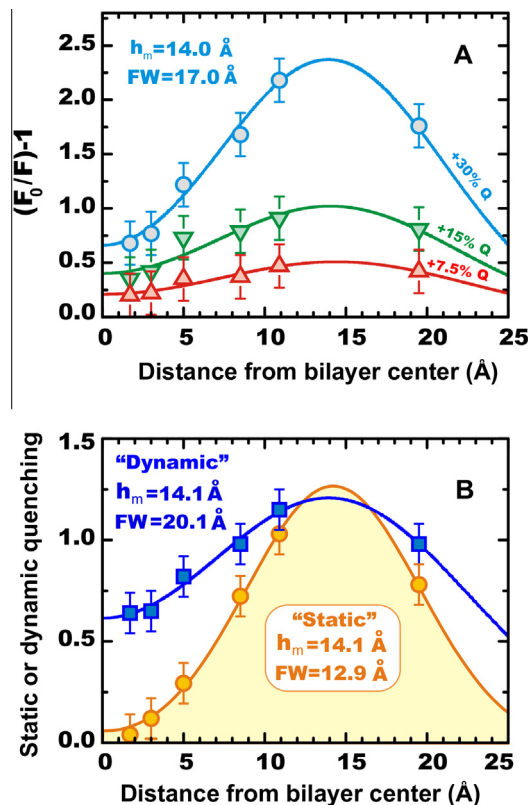 A
hₘ=14.0 Å
FW=17.0 Å
2.5
2.0
1.5
1.0
0.5
0.0
(F₀/F)-1
+30% Q
+15% Q
+7.5% Q
0 5 10 15 20 25
Distance from bilayer center (Å)
B
"Dynamic"
hₘ=14.1 Å
FW=20.1 Å
1.5
1.0
0.5
0.0
Static or dynamic quenching
"Static"
hₘ=14.1 Å
FW=12.9 Å
0 5 10 15 20 25
Distance from bilayer center (Å)